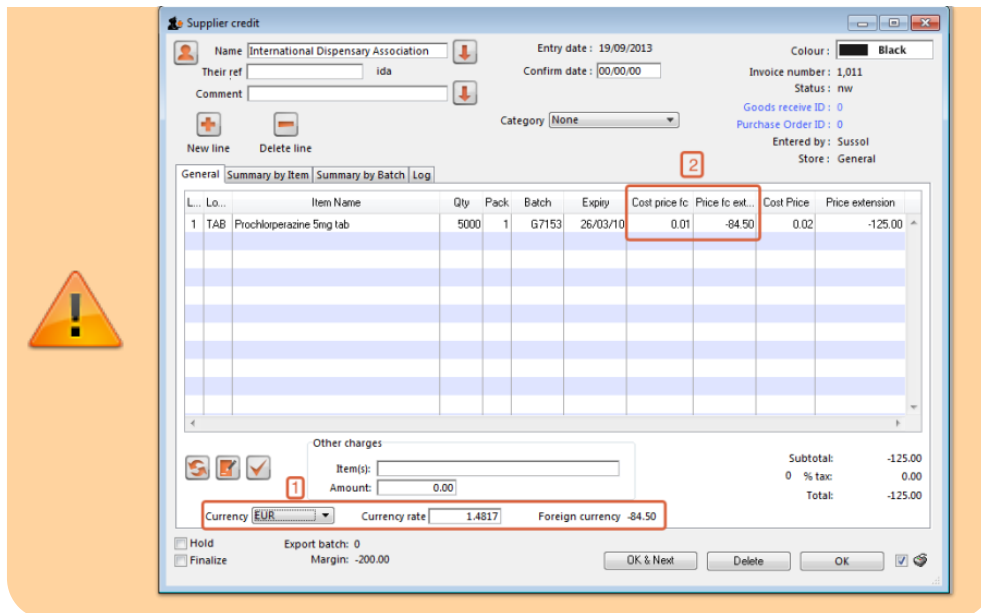 Supplier credit
Name International Dispensary Association Entry date : 19/09/2013 Colour : Black
Their ref ida Confirm date : 00/00/00 Invoice number : 1,011
Comment Status : nw
Goods receive ID : 0
Category None Purchase Order ID : 0
New line Delete line Entered by : Sussol
Store : General
2
General Summary by Item Summary by Batch Log
L... Lo... Item Name Qty Pack Batch Expiry Cost price fc Price fc ext... Cost Price Price extension
1 TAB Prochlorperazine 5mg tab 5000 1 G7153 26/03/10 0.01 -84.50 0.02 -125.00
Other charges
Item(s): Subtotal: -125.00
0 % tax: 0.00
1 Amount: 0.00 Total: -125.00
Currency EUR Currency rate 1.4817 Foreign currency -84.50
Hold Export batch: 0
Finalize Margin: -200.00 OK & Next Delete OK